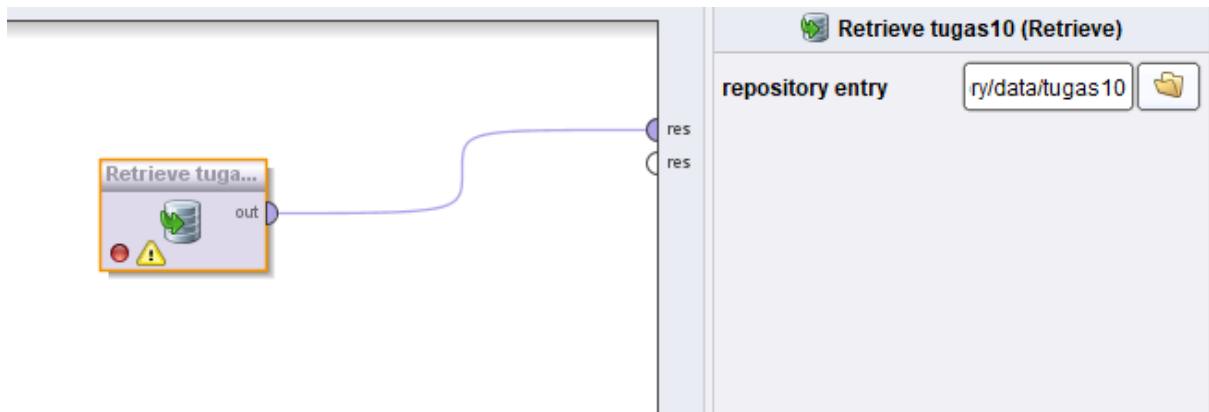 Retrieve tugas10 (Retrieve)
repository entry
ry/data/tugas10
res
res
Retrieve tuga...
out